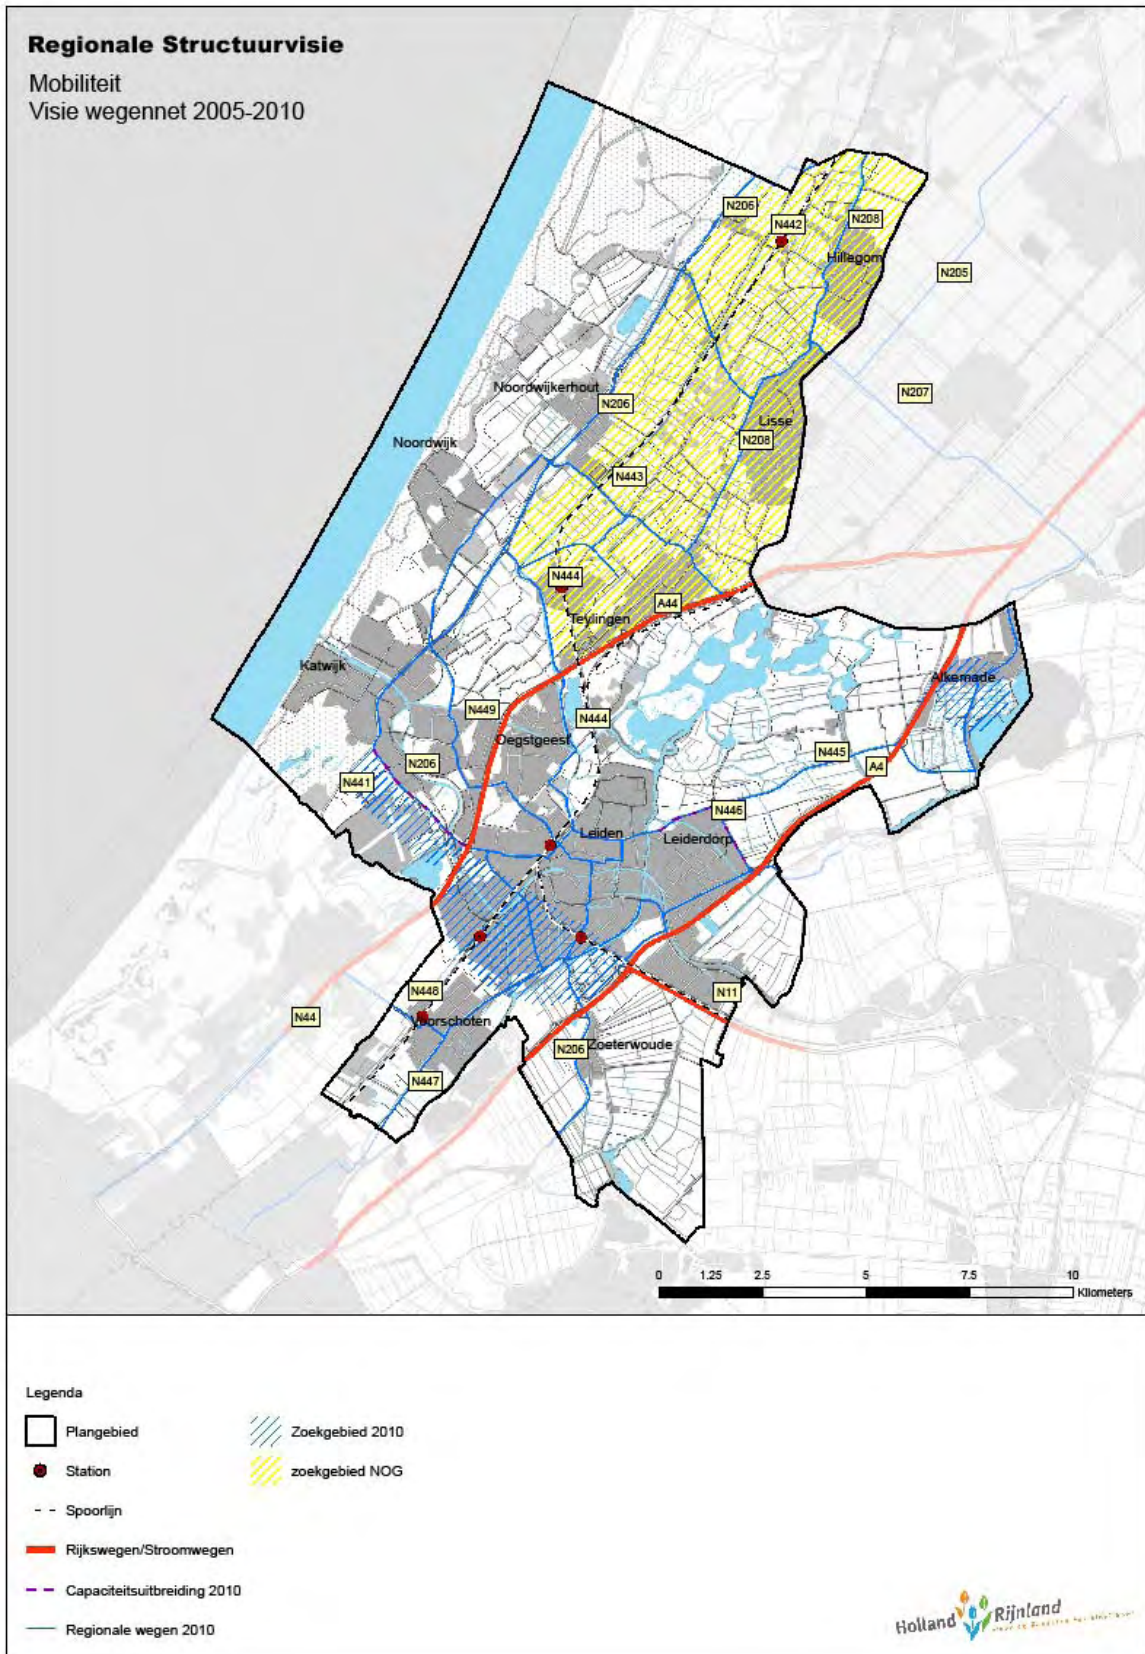 Regionale Structuurvisie
Mobiliteit
Visie wegennet 2005-2010
N206
N208
N442
Hillegom
N205
Noordwijkerhout
N207
N206
Lisse
Noordwijk
N208
N443
N444
A44
Teylingen
Katwijk
Alkemade
N449
N444
Oegstgeest
N445
N206
A4
N441
N446
Leiden
Leiderdorp
N448
N11
N44
Voorschoten
N206
Zoeterwoude
N447
0 1.25 2.5 5 7.5 10
Kilometers
Legenda
Plangebied
Zoekgebied 2010
Station
zoekgebied NOG
Spoorlijn
Rijkswegen/Stroomwegen
Capaciteitsuitbreiding 2010
Regionale wegen 2010
Holland Rijnland